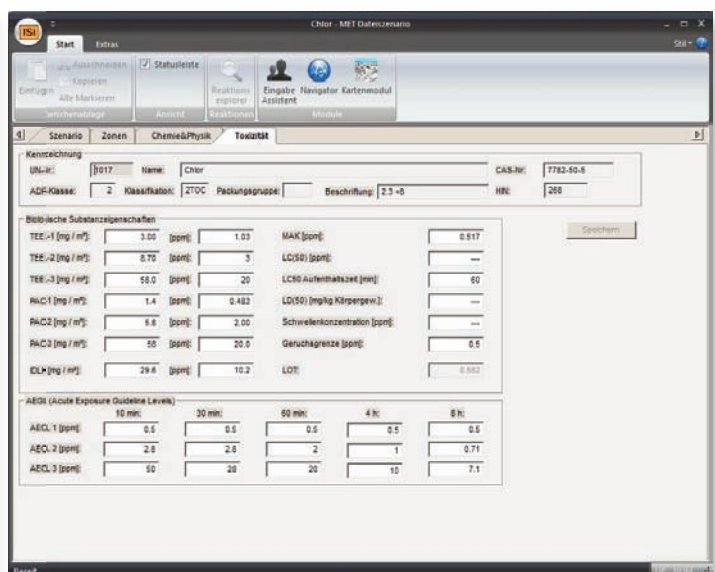 ISi
Chlor - MET Dateiszenario
Start Extras Stil
Einfügen
Ausschneiden
Kopieren
Alle Markieren
Zwischenablage
Statusleiste
Ansicht
Reaktions explorer
Reaktionen
Eingabe Assistent
Navigator
Kartenmodul
Module
Szenario Zonen Chemie&Physik Toxizität
Kennzeichnung
UN-Nr.: 1017 Name: Chlor CAS-Nr: 7782-50-5
ADR-Klasse: 2 Klassifikation: 2TOC Packungsgruppe: Beschriftung: 2.3 +8 HIN: 268
Speichern
Biologische Substanzeigenschaften
TEEL-1 [mg / m³]: 3.00 [ppm]: 1.03 MAK [ppm]: 0.517
TEEL-2 [mg / m³]: 8.70 [ppm]: 3 LC(50) [ppm]: ---
TEEL-3 [mg / m³]: 58.0 [ppm]: 20 LC50 Aufenthaltszeit [min]: 60
PAC1 [mg / m³]: 1.4 [ppm]: 0.482 LD(50) [mg/kg Körpergew.]: ---
PAC2 [mg / m³]: 5.8 [ppm]: 2.00 Schwellenkonzentration [ppm]: ---
PAC3 [mg / m³]: 58 [ppm]: 20.0 Geruchsgrenze [ppm]: 0.5
IDLH [mg / m³]: 29.6 [ppm]: 10.2 LOT:
AEGL (Acute Exposure Guideline Levels)
10 min: 30 min: 60 min: 4 h: 8 h:
AEGL 1 [ppm]: 0.5 0.5 0.5 0.5 0.5
AEGL 2 [ppm]: 2.8 2.8 2 1 0.71
AEGL 3 [ppm]: 50 28 20 10 7.1
Bereit